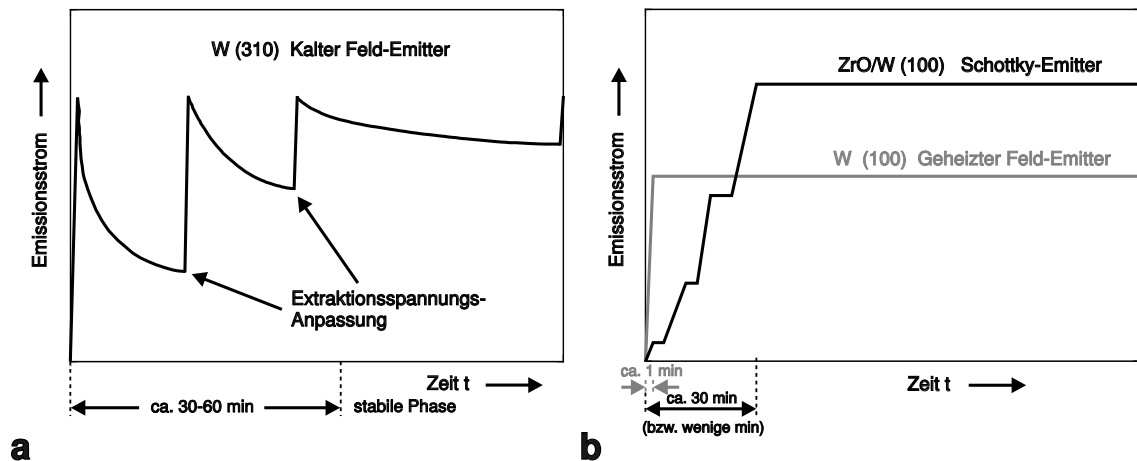 W (310) Kalter Feld-Emitter
Emissionsstrom
Extraktionsspannungs-
Anpassung
Zeit t
ca. 30-60 min
stabile Phase
a
ZrO/W (100) Schottky-Emitter
W (100) Geheizter Feld-Emitter
Emissionsstrom
ca. 1 min
Zeit t
ca. 30 min
(bzw. wenige min)
b